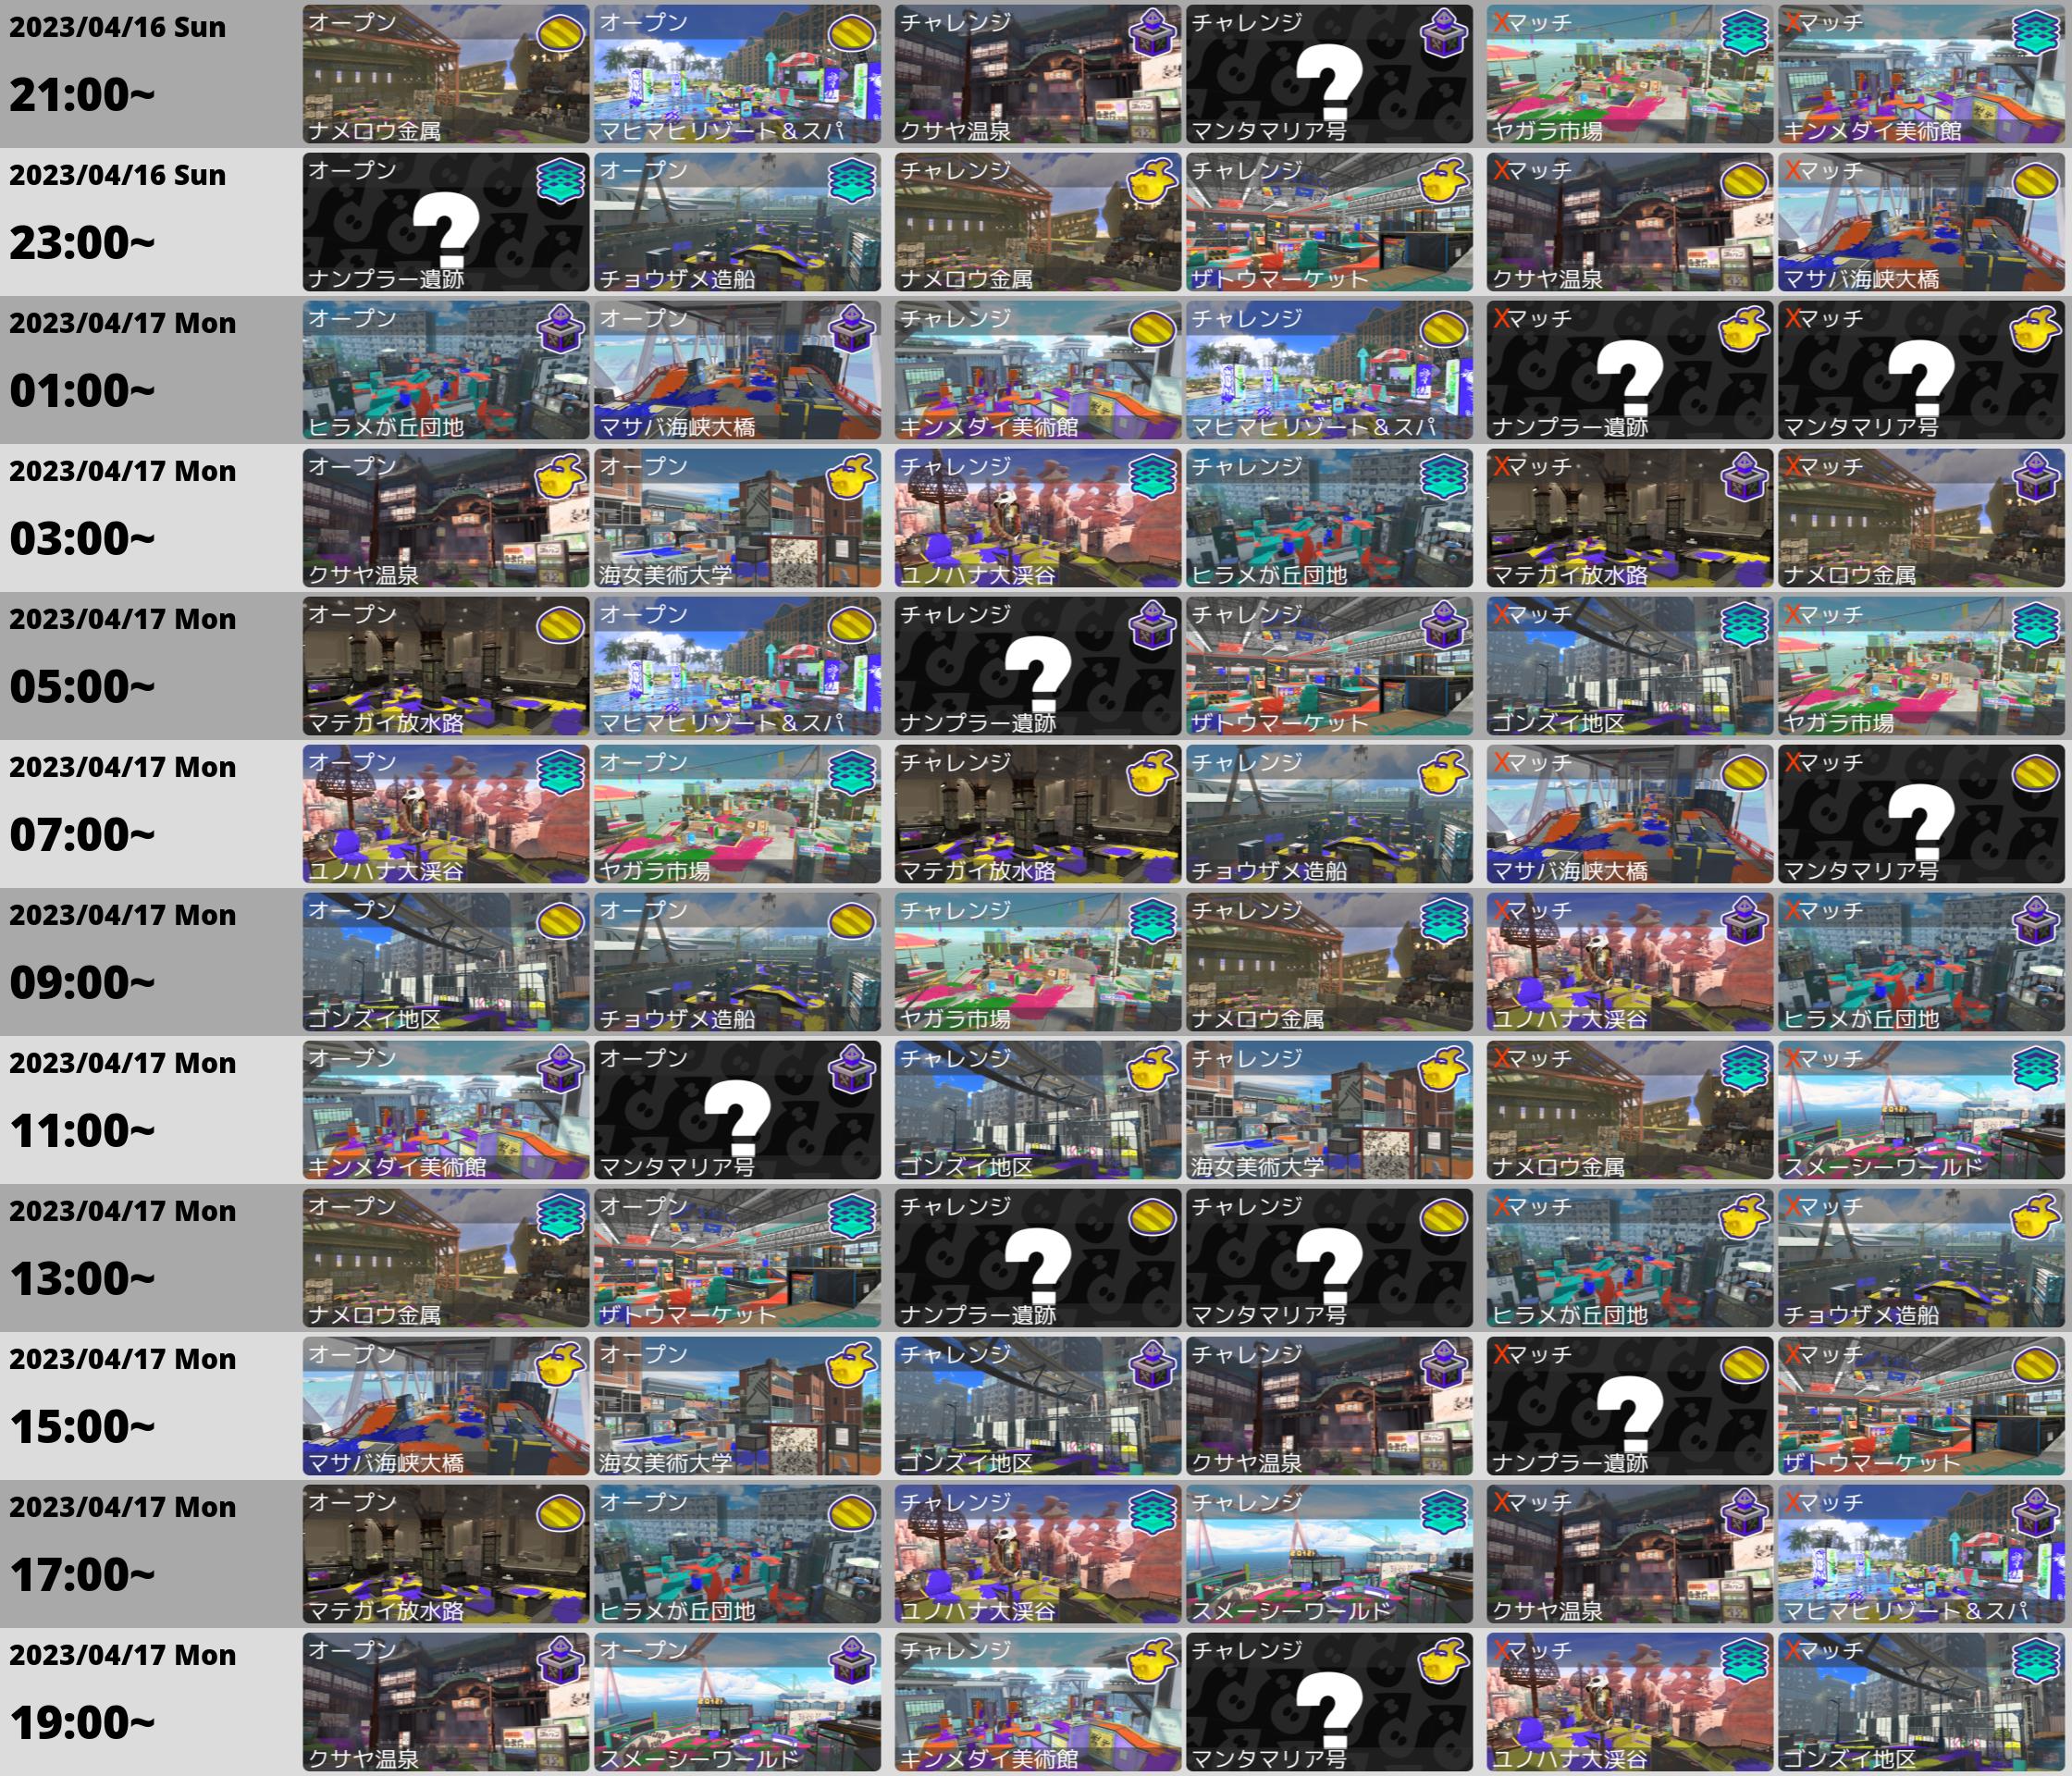 2023/04/16 Sun
21:00~
オープン オープン チャレンジ チャレンジ Xマッチ Xマッチ
ナメロウ金属 マヒマヒリゾート＆スパ クサヤ温泉 マンタマリア号 ヤガラ市場 キンメダイ美術館
2023/04/16 Sun
23:00~
オープン オープン チャレンジ チャレンジ Xマッチ Xマッチ
ナンプラー遺跡 チョウザメ造船 ナメロウ金属 ザトウマーケット クサヤ温泉 マサバ海峡大橋
2023/04/17 Mon
01:00~
オープン オープン チャレンジ チャレンジ Xマッチ Xマッチ
ヒラメが丘団地 マサバ海峡大橋 キンメダイ美術館 マヒマヒリゾート＆スパ ナンプラー遺跡 マンタマリア号
2023/04/17 Mon
03:00~
オープン オープン チャレンジ チャレンジ Xマッチ Xマッチ
クサヤ温泉 海女美術大学 ユノハナ大渓谷 ヒラメが丘団地 マテガイ放水路 ナメロウ金属
2023/04/17 Mon
05:00~
オープン オープン チャレンジ チャレンジ Xマッチ Xマッチ
マテガイ放水路 マヒマヒリゾート＆スパ ナンプラー遺跡 ザトウマーケット ゴンズイ地区 ヤガラ市場
2023/04/17 Mon
07:00~
オープン オープン チャレンジ チャレンジ Xマッチ Xマッチ
ユノハナ大渓谷 ヤガラ市場 マテガイ放水路 チョウザメ造船 マサバ海峡大橋 マンタマリア号
2023/04/17 Mon
09:00~
オープン オープン チャレンジ チャレンジ Xマッチ Xマッチ
ゴンズイ地区 チョウザメ造船 ヤガラ市場 ナメロウ金属 ユノハナ大渓谷 ヒラメが丘団地
2023/04/17 Mon
11:00~
オープン オープン チャレンジ チャレンジ Xマッチ Xマッチ
キンメダイ美術館 マンタマリア号 ゴンズイ地区 海女美術大学 ナメロウ金属 スメーシーワールド
2023/04/17 Mon
13:00~
オープン オープン チャレンジ チャレンジ Xマッチ Xマッチ
ナメロウ金属 ザトウマーケット ナンプラー遺跡 マンタマリア号 ヒラメが丘団地 チョウザメ造船
2023/04/17 Mon
15:00~
オープン オープン チャレンジ チャレンジ Xマッチ Xマッチ
マサバ海峡大橋 海女美術大学 ゴンズイ地区 クサヤ温泉 ナンプラー遺跡 ザトウマーケット
2023/04/17 Mon
17:00~
オープン オープン チャレンジ チャレンジ Xマッチ Xマッチ
マテガイ放水路 ヒラメが丘団地 ユノハナ大渓谷 スメーシーワールド クサヤ温泉 マヒマヒリゾート＆スパ
2023/04/17 Mon
19:00~
オープン オープン チャレンジ チャレンジ Xマッチ Xマッチ
クサヤ温泉 スメーシーワールド キンメダイ美術館 マンタマリア号 ユノハナ大渓谷 ゴンズイ地区